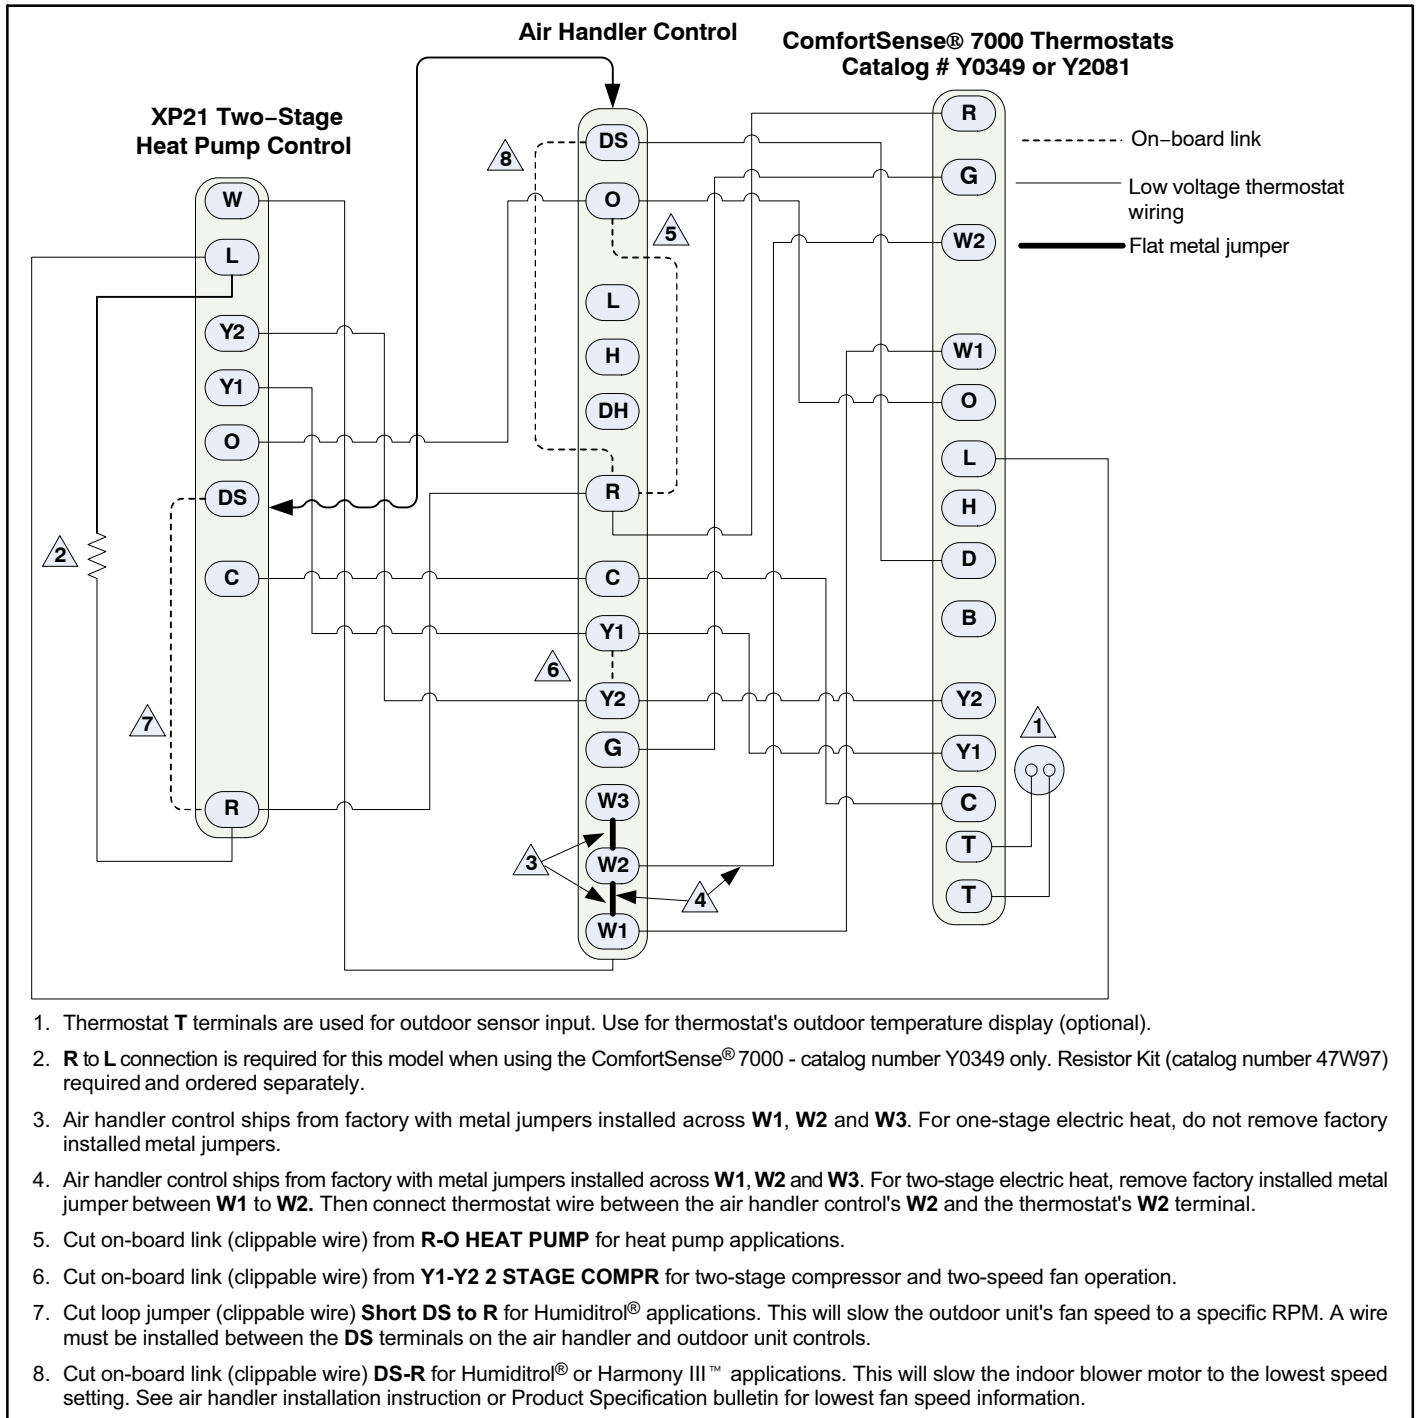 Air Handler Control
ComfortSense® 7000 Thermostats
Catalog # Y0349 or Y2081
XP21 Two−Stage
Heat Pump Control
On−board link
Low voltage thermostat
wiring
Flat metal jumper
W
L
Y2
Y1
O
DS
C
R
2
7
DS
O
L
H
DH
R
C
Y1
Y2
G
W3
W2
W1
8
5
6
3
4
R
G
W2
W1
O
L
H
D
B
Y2
Y1
C
T
T
1
1. Thermostat T terminals are used for outdoor sensor input. Use for thermostat's outdoor temperature display (optional).
2. R to L connection is required for this model when using the ComfortSense® 7000 - catalog number Y0349 only. Resistor Kit (catalog number 47W97)
required and ordered separately.
3. Air handler control ships from factory with metal jumpers installed across W1, W2 and W3. For one-stage electric heat, do not remove factory
installed metal jumpers.
4. Air handler control ships from factory with metal jumpers installed across W1, W2 and W3. For two-stage electric heat, remove factory installed metal
jumper between W1 to W2. Then connect thermostat wire between the air handler control's W2 and the thermostat's W2 terminal.
5. Cut on-board link (clippable wire) from R-O HEAT PUMP for heat pump applications.
6. Cut on-board link (clippable wire) from Y1-Y2 2 STAGE COMPR for two-stage compressor and two-speed fan operation.
7. Cut loop jumper (clippable wire) Short DS to R for Humiditrol® applications. This will slow the outdoor unit's fan speed to a specific RPM. A wire
must be installed between the DS terminals on the air handler and outdoor unit controls.
8. Cut on-board link (clippable wire) DS-R for Humiditrol® or Harmony III™ applications. This will slow the indoor blower motor to the lowest speed
setting. See air handler installation instruction or Product Specification bulletin for lowest fan speed information.